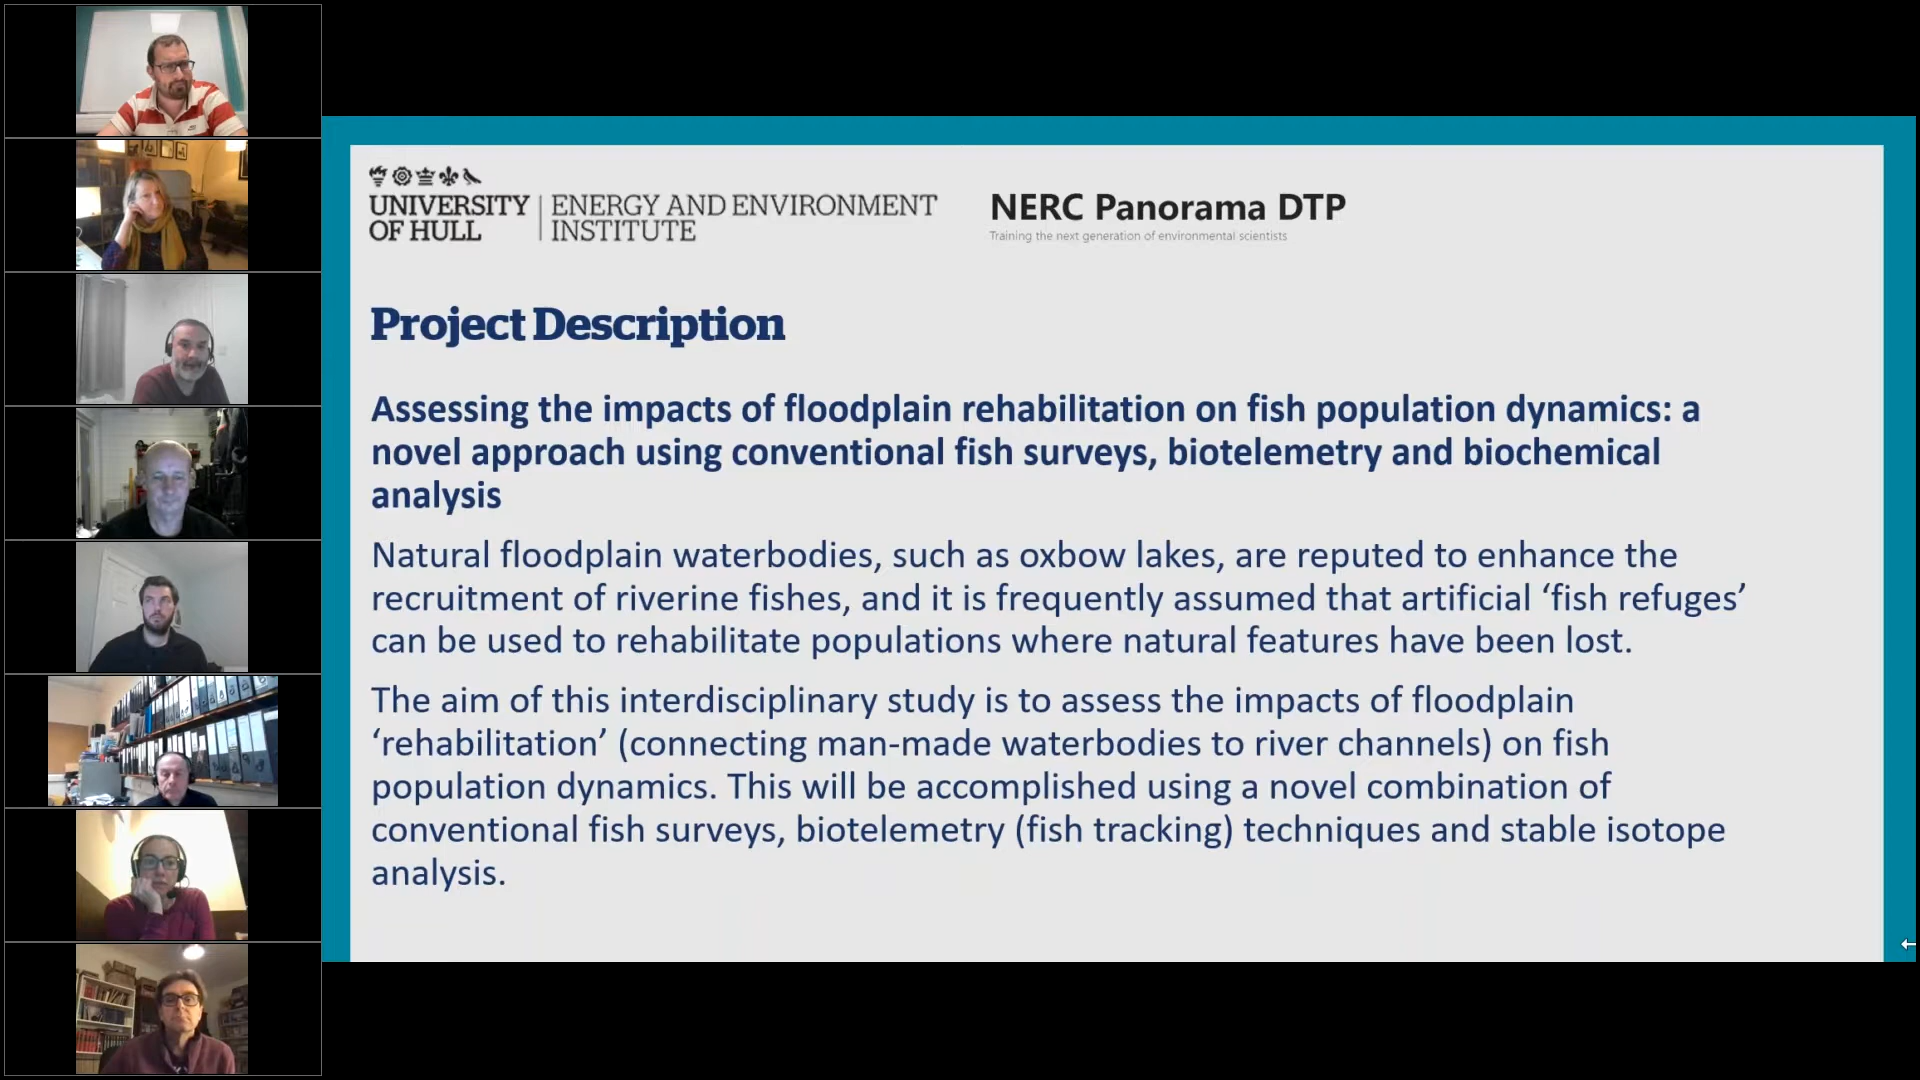 UNIVERSITY
OF HULL
ENERGY AND ENVIRONMENT
INSTITUTE
NERC Panorama DTP
Training the next generation of environmental scientists
Project Description
Assessing the impacts of floodplain rehabilitation on fish population dynamics: a
novel approach using conventional fish surveys, biotelemetry and biochemical
analysis
Natural floodplain waterbodies, such as oxbow lakes, are reputed to enhance the
recruitment of riverine fishes, and it is frequently assumed that artificial ‘fish refuges’
can be used to rehabilitate populations where natural features have been lost.
The aim of this interdisciplinary study is to assess the impacts of floodplain
‘rehabilitation’ (connecting man-made waterbodies to river channels) on fish
population dynamics. This will be accomplished using a novel combination of
conventional fish surveys, biotelemetry (fish tracking) techniques and stable isotope
analysis.